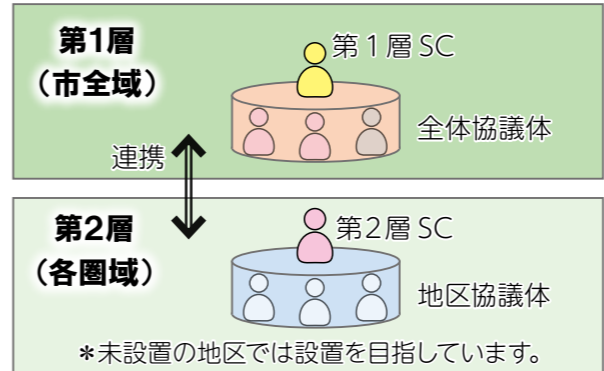 第1層
(市全域)
第1層 SC
全体協議体
連携
第2層
(各圏域)
第2層 SC
地区協議体
*未設置の地区では設置を目指しています。